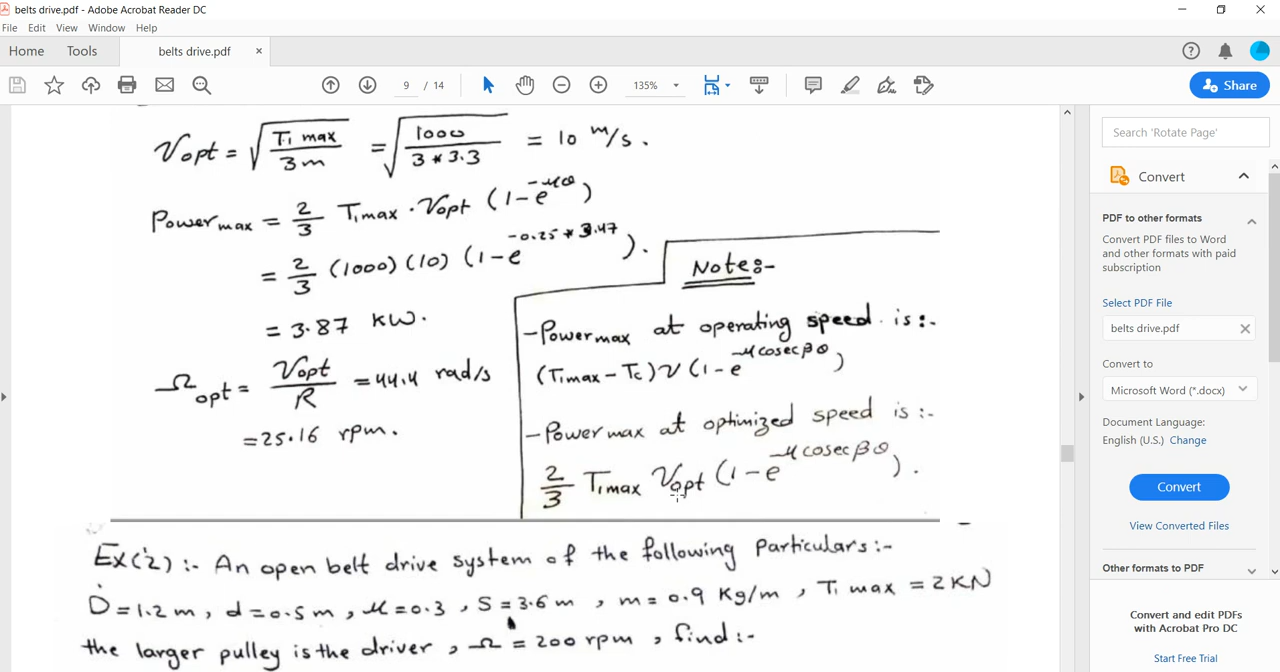 belts drive.pdf - Adobe Acrobat Reader DC
File Edit View Window Help
Home Tools belts drive.pdf ×
9 / 14 135% Share
Vopt = √(T1 max / 3m) = √(1000 / 3 * 3.3) = 10 m/s.
Power max = 2/3 T1max . Vopt (1 - e^-μθ)
= 2/3 (1000) (10) (1 - e^-0.25 * 3.47).
= 3.87 KW.
Ωopt = Vopt / R = 44.4 rad/s
= 25.16 rpm.
Note:-
- Power max at operating speed is:-
(T1max - Tc) V (1 - e^-μ cosec β θ)
- Power max at optimized speed is:-
2/3 T1max Vopt (1 - e^-μ cosec β θ).
Ex(2):- An open belt drive system of the following Particulars:-
D = 1.2 m, d = 0.5 m, μ = 0.3, S = 3.6 m, m = 0.9 Kg/m, T1 max = 2 KN
the larger pulley is the driver, Ω = 200 rpm, find:-
Search 'Rotate Page'
Convert
PDF to other formats
Convert PDF files to Word
and other formats with paid
subscription
Select PDF File
belts drive.pdf
Convert to
Microsoft Word (*.docx)
Document Language:
English (U.S.) Change
Convert
View Converted Files
Other formats to PDF
Convert and edit PDFs
with Acrobat Pro DC
Start Free Trial